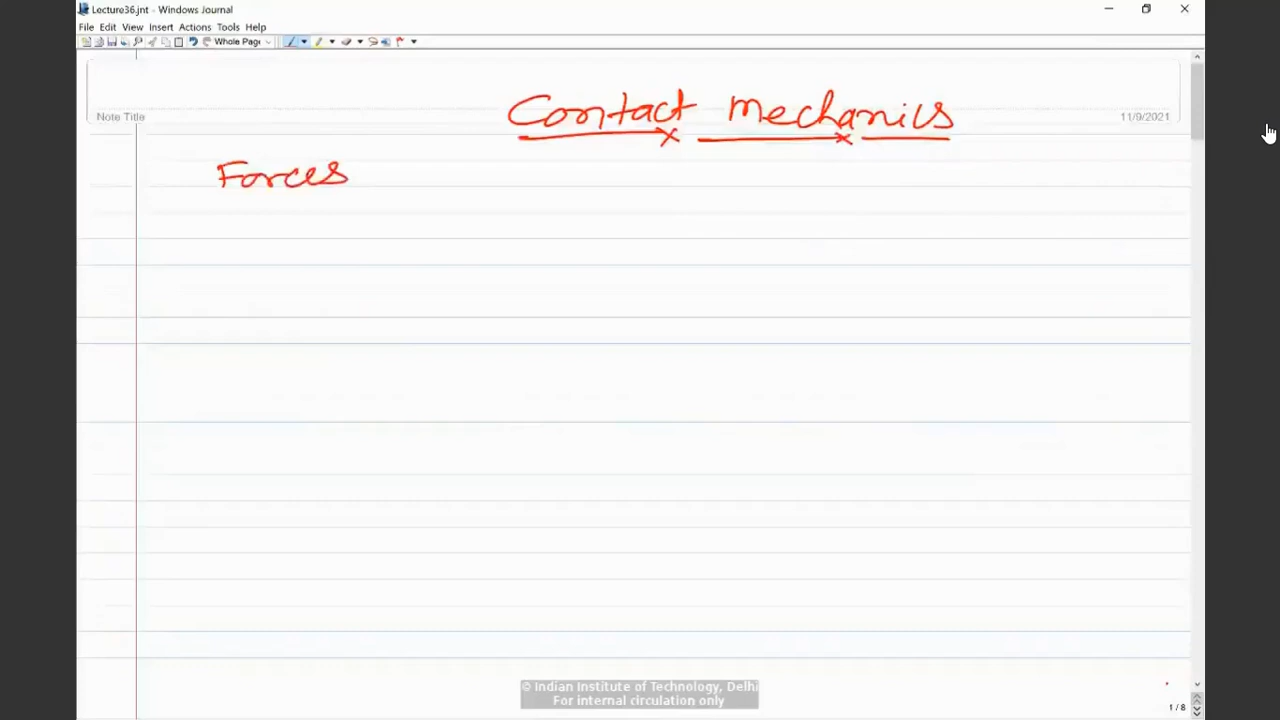 Lecture36.jnt - Windows Journal
File Edit View Insert Actions Tools Help
Whole Page
Contact Mechanics
Note Title
11/9/2021
Forces
© Indian Institute of Technology, Delhi
For internal circulation only
1 / 8